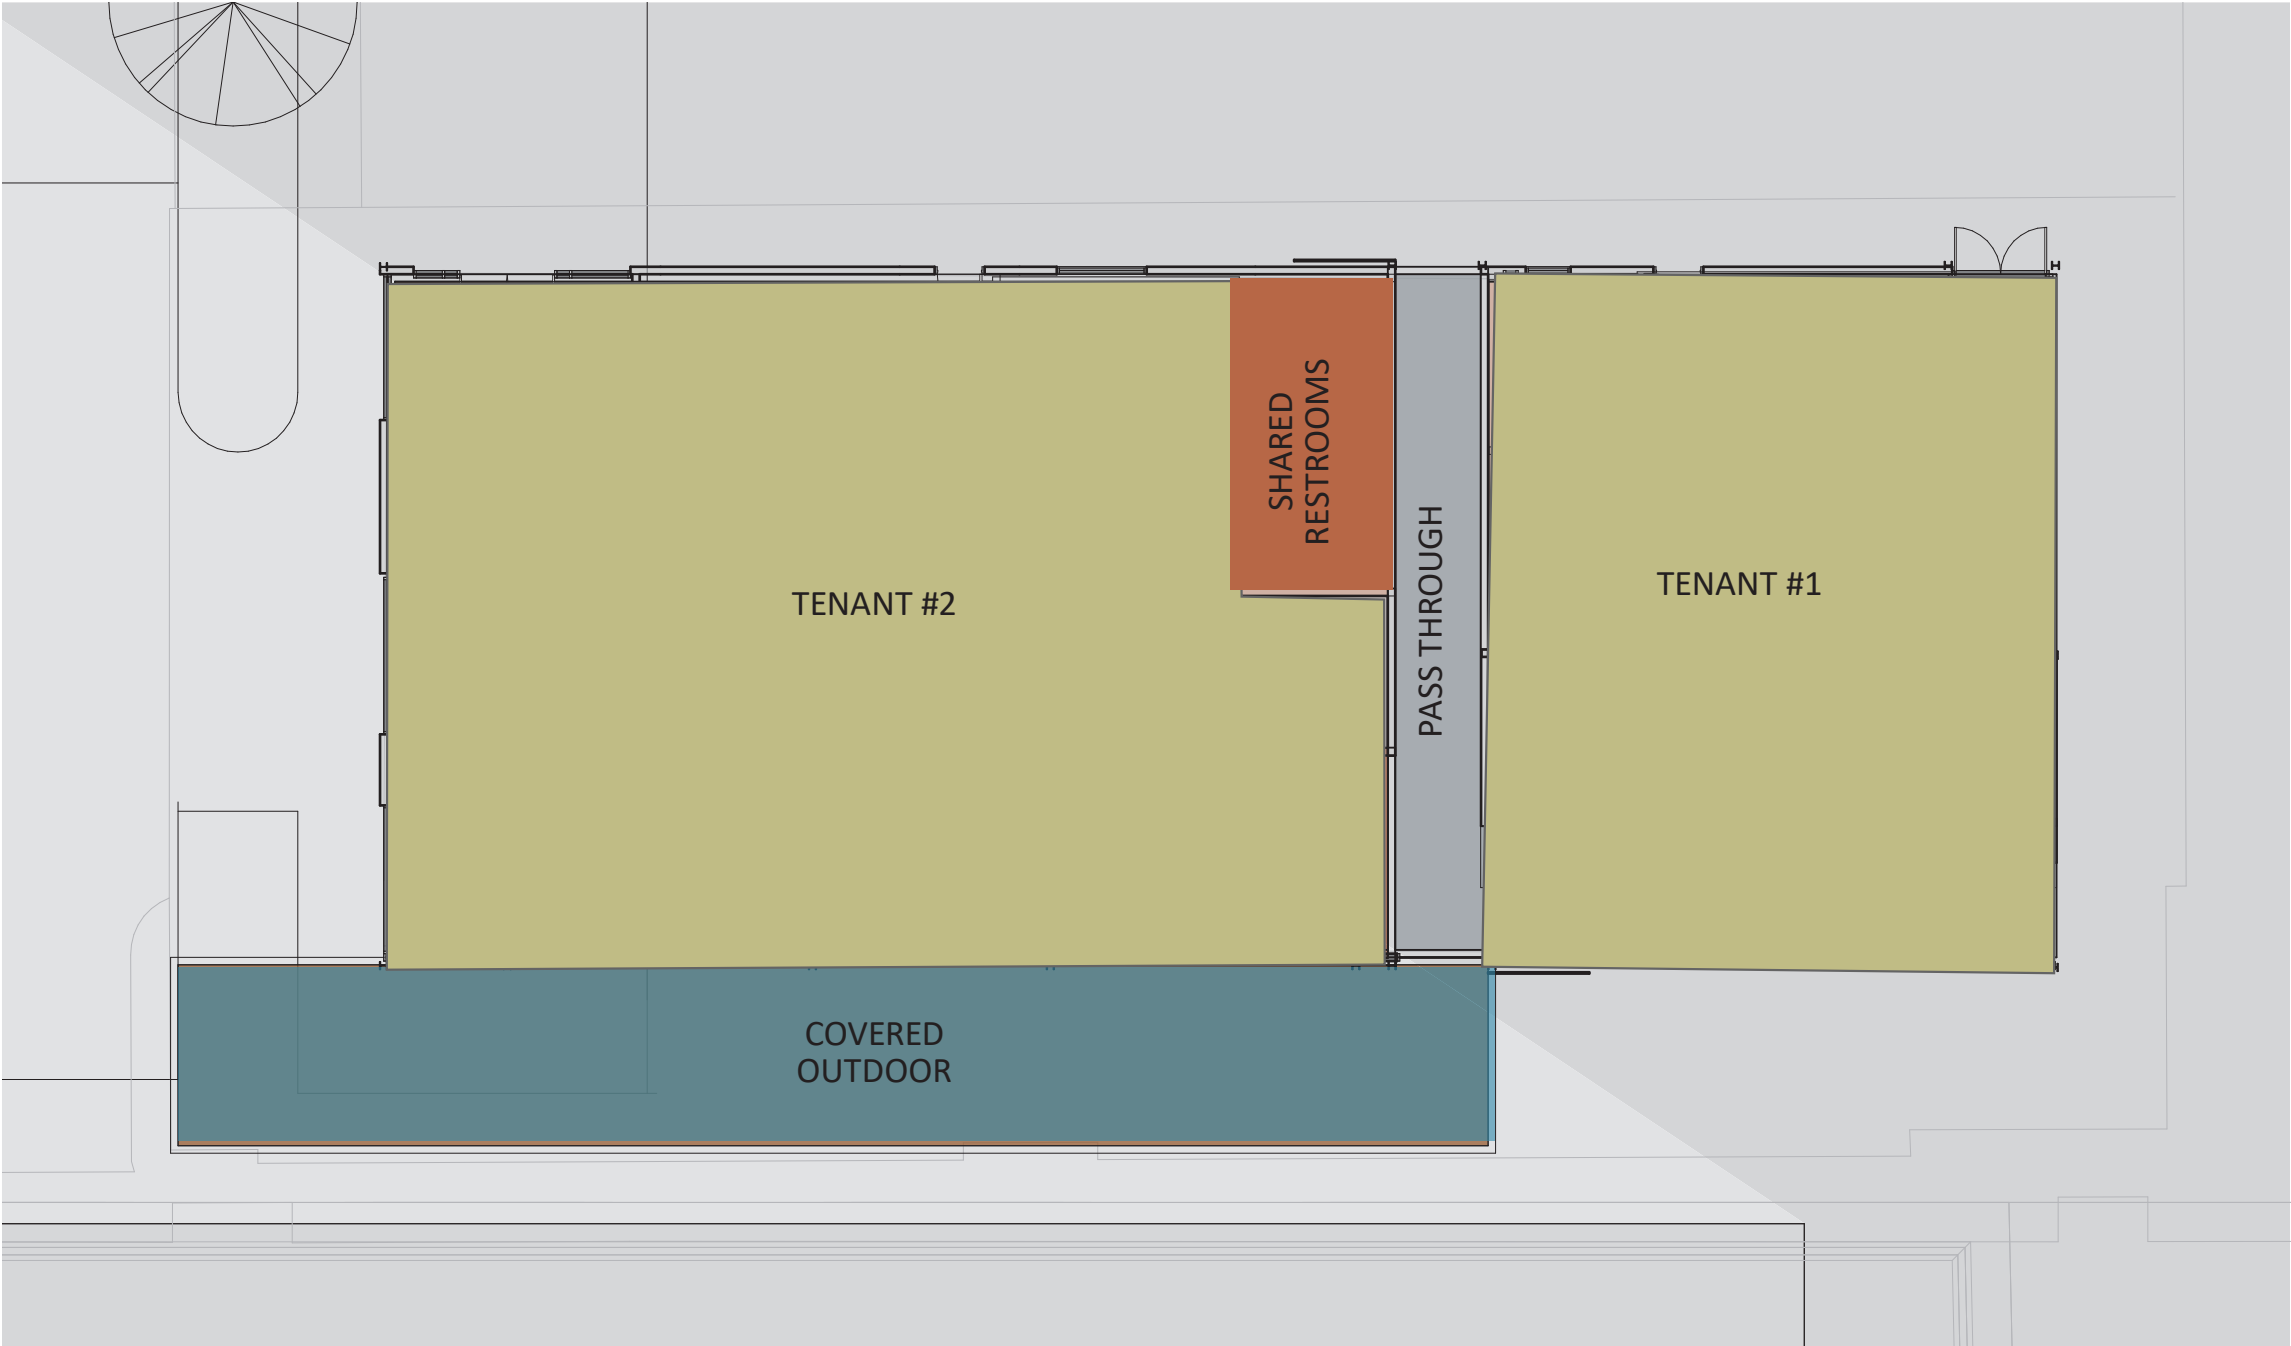 SHARED
RESTROOMS
PASS THROUGH
TENANT #1
TENANT #2
COVERED
OUTDOOR